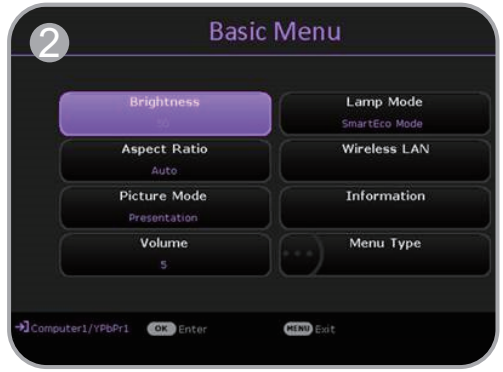 2
Basic Menu
Brightness
50
Lamp Mode
SmartEco Mode
Aspect Ratio
Auto
Wireless LAN
Picture Mode
Presentation
Information
Volume
5
Menu Type
Computer1/YPbPr1 OK Enter MENU Exit